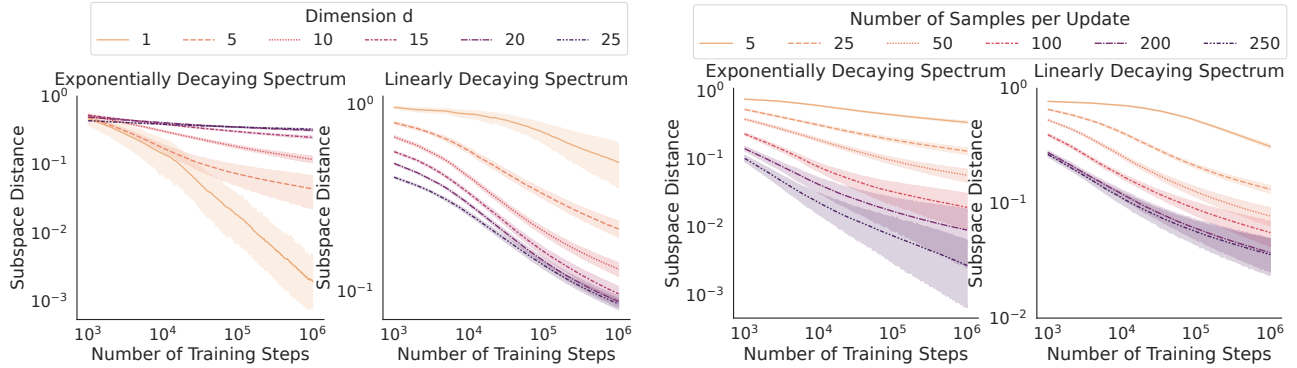 Dimension d
1 5 10 15 20 25
Exponentially Decaying Spectrum
Subspace Distance
10^0
10^-1
10^-2
10^-3
10^3 10^4 10^5 10^6
Number of Training Steps
Linearly Decaying Spectrum
Subspace Distance
10^0
10^-1
10^3 10^4 10^5 10^6
Number of Training Steps
Number of Samples per Update
5 25 50 100 200 250
Exponentially Decaying Spectrum
Subspace Distance
10^0
10^-1
10^-2
10^-3
10^3 10^4 10^5 10^6
Number of Training Steps
Linearly Decaying Spectrum
Subspace Distance
10^0
10^-1
10^-2
10^3 10^4 10^5 10^6
Number of Training Steps